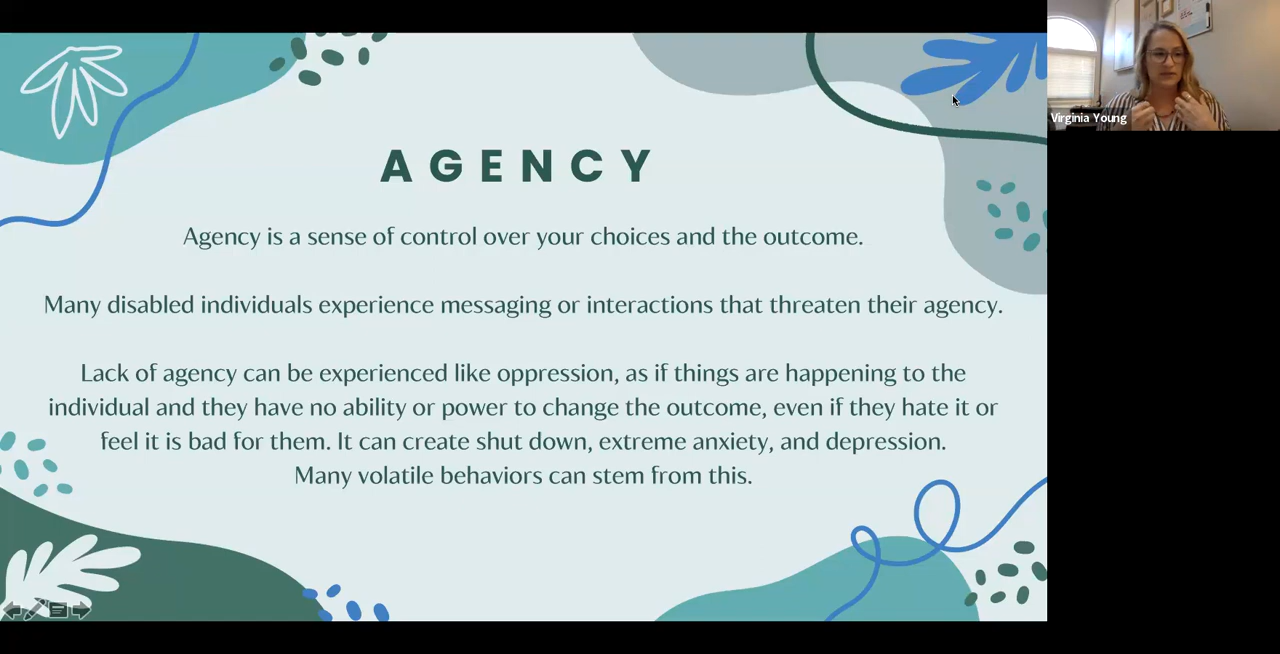 AGENCY
Agency is a sense of control over your choices and the outcome.
Many disabled individuals experience messaging or interactions that threaten their agency.
Lack of agency can be experienced like oppression, as if things are happening to the
individual and they have no ability or power to change the outcome, even if they hate it or
feel it is bad for them. It can create shut down, extreme anxiety, and depression.
Many volatile behaviors can stem from this.
Virginia Young